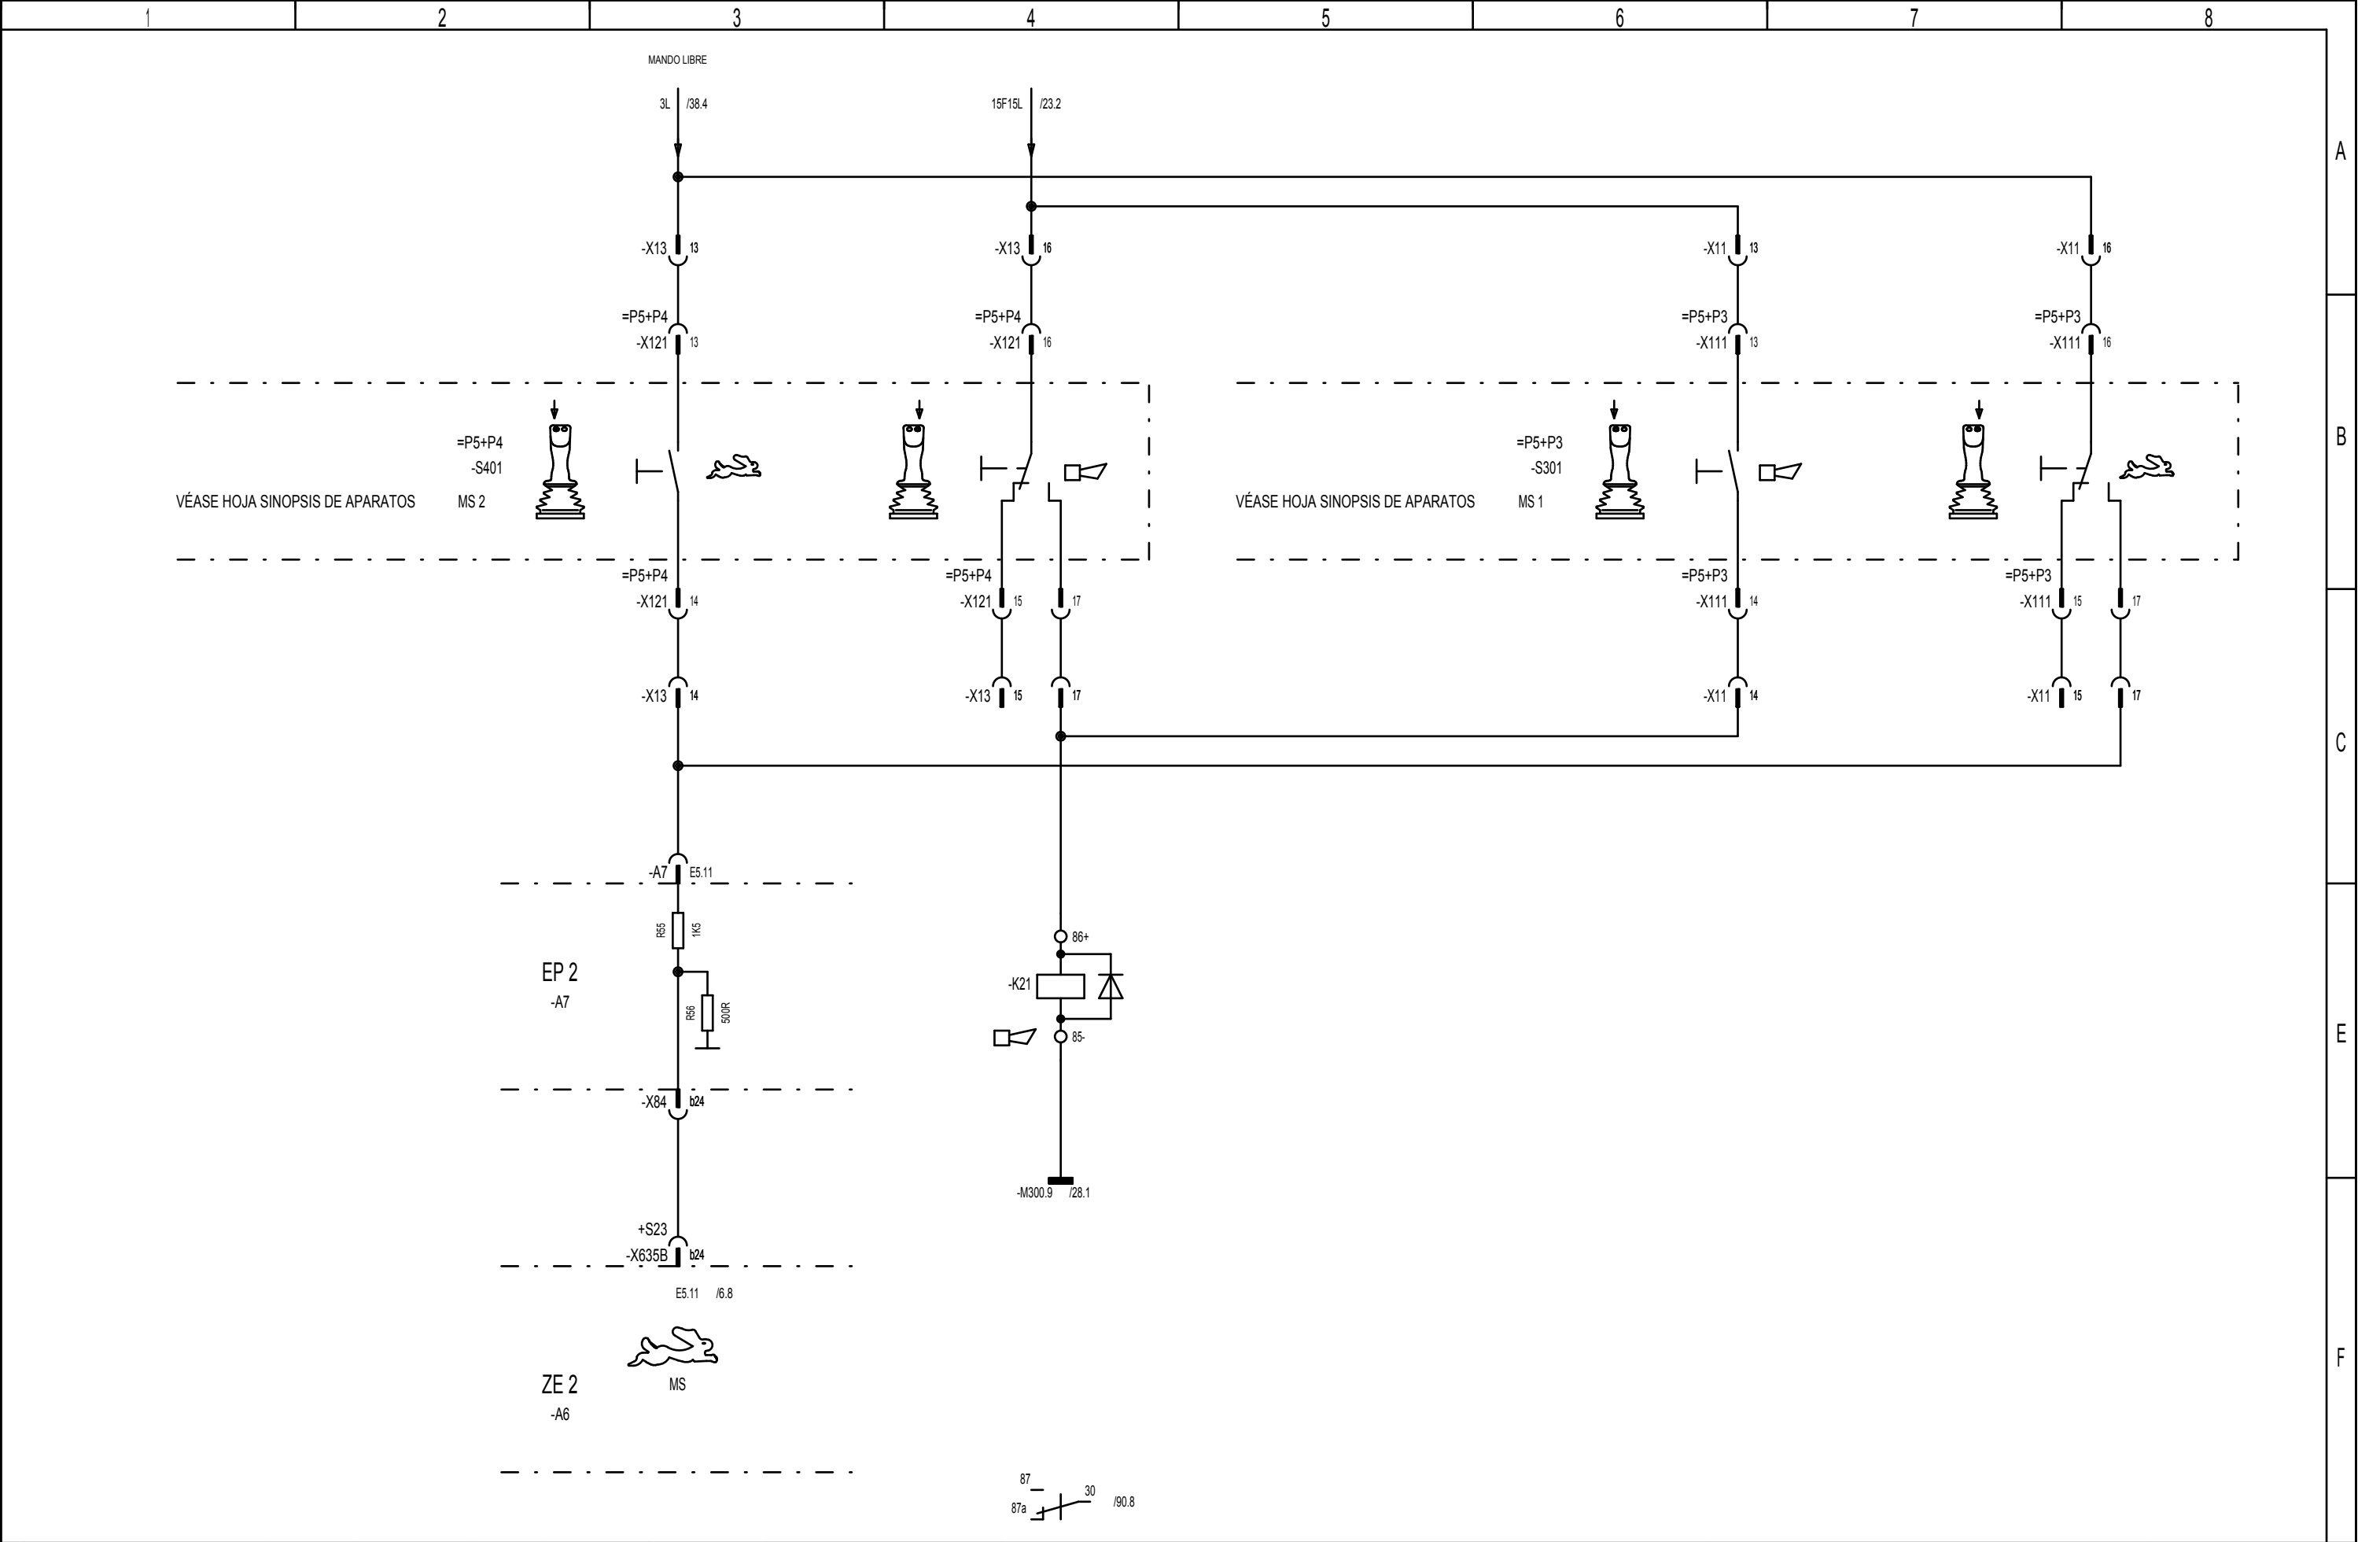 1 2 3 4 5 6 7 8
MANDO LIBRE
3L /38.4 15F15L /23.2
A
-X13 13 -X13 16 -X11 13 -X11 16
=P5+P4 =P5+P4 =P5+P3 =P5+P3
-X121 13 -X121 16 -X111 13 -X111 16
B
=P5+P4 =P5+P3
-S401 -S301
VÉASE HOJA SINOPSIS DE APARATOS MS 2 VÉASE HOJA SINOPSIS DE APARATOS MS 1
=P5+P4 =P5+P4 =P5+P3 =P5+P3
-X121 14 -X121 15 17 -X111 14 -X111 15 17
-X13 14 -X13 15 17 -X11 14 -X11 15 17
C
-A7 E5.11
R55 1K5
86+
EP 2
-K21
-A7
R56 500R
E
85-
-X84 b24
-M300.9 /28.1
+S23
-X635B b24
E5.11 /6.8
F
ZE 2 MS
-A6
87
30
87a /90.8